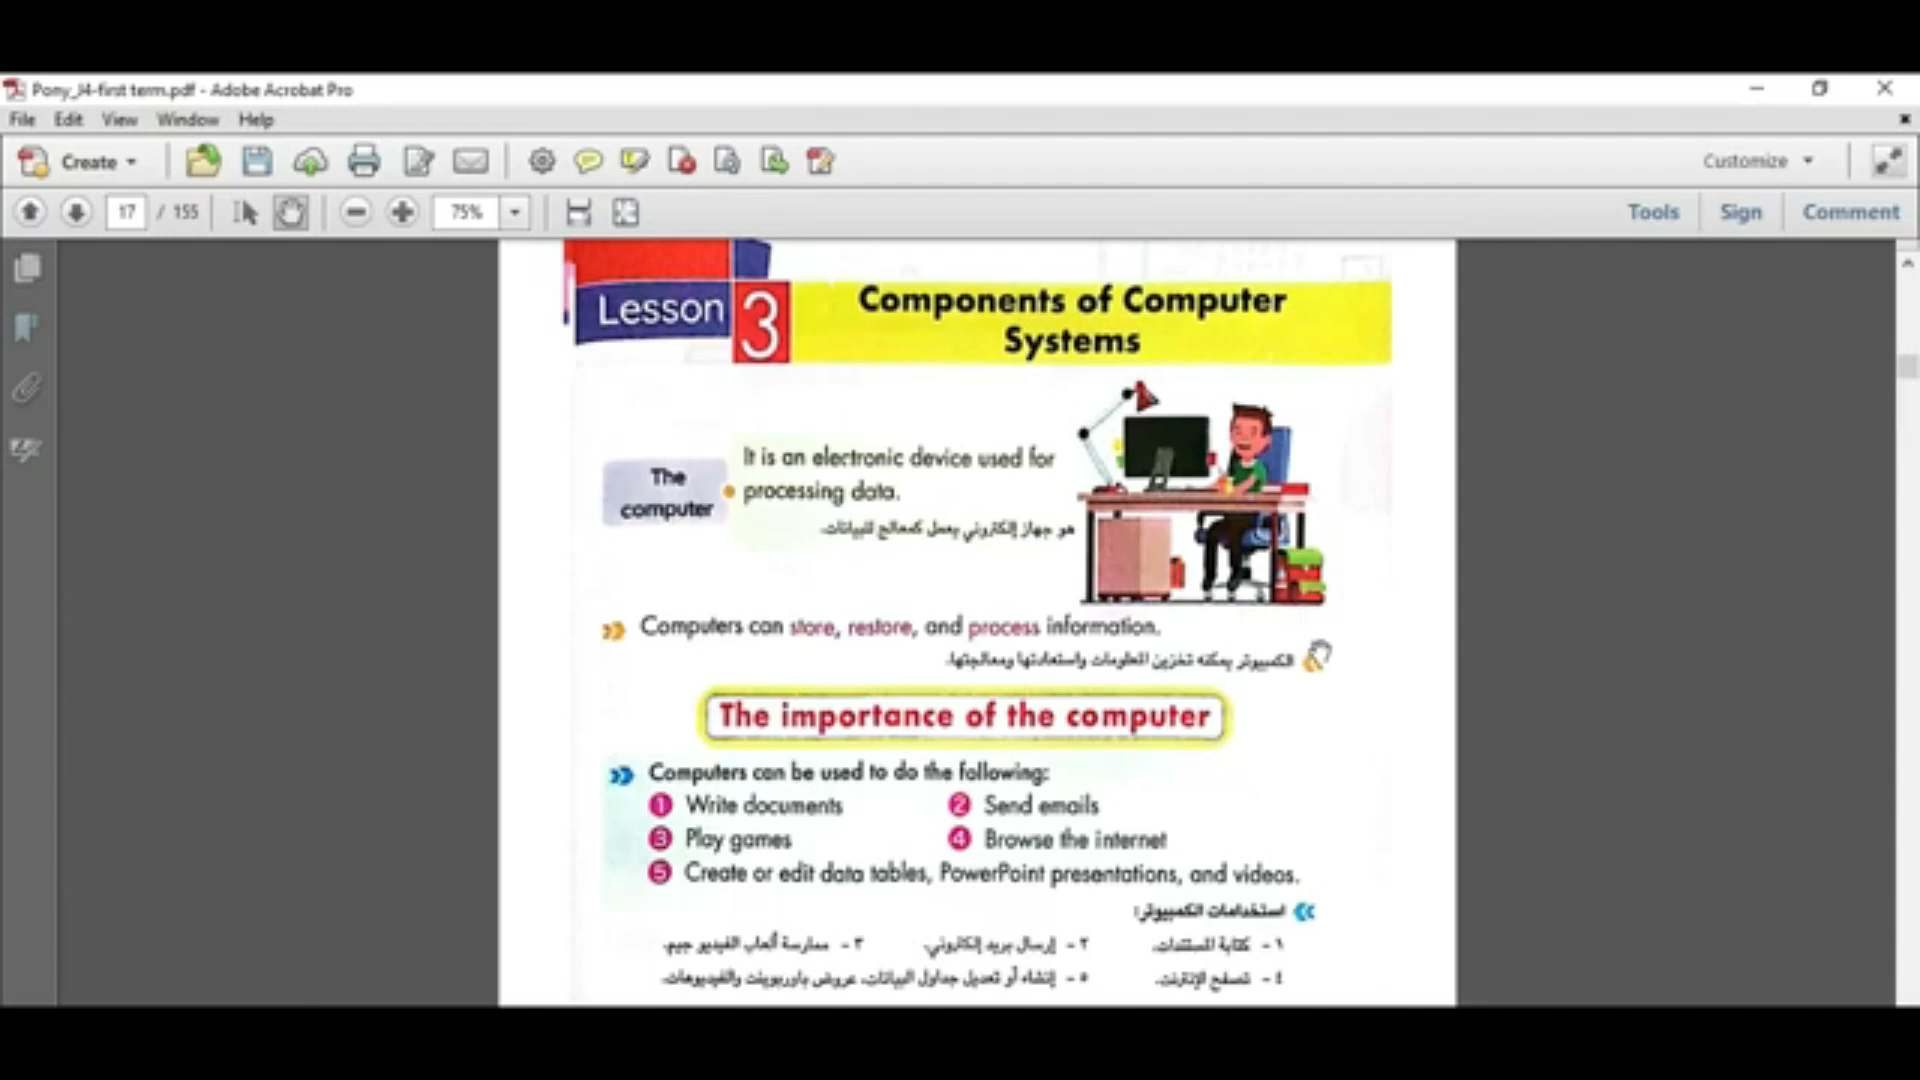 Pony_J4-first term.pdf - Adobe Acrobat Pro
File Edit View Window Help
Create Customize
17 / 155 75% Tools Sign Comment
Lesson 3
Components of Computer
Systems
The
computer
It is an electronic device used for
processing data.
هو جهاز إلكتروني يعمل كمعالج للبيانات.
Computers can store, restore, and process information.
الكمبيوتر يمكنه تخزين المعلومات واستعادتها ومعالجتها.
The importance of the computer
Computers can be used to do the following:
1 Write documents 2 Send emails
3 Play games 4 Browse the internet
5 Create or edit data tables, PowerPoint presentations, and videos.
استخدامات الكمبيوتر:
١ - كتابة المستندات. ٢ - إرسال بريد إلكتروني. ٣ - ممارسة ألعاب الفيديو جيم.
٤ - تصفح الإنترنت. ٥ - إنشاء أو تعديل جداول البيانات، عروض باوربوينت والفيديوهات.